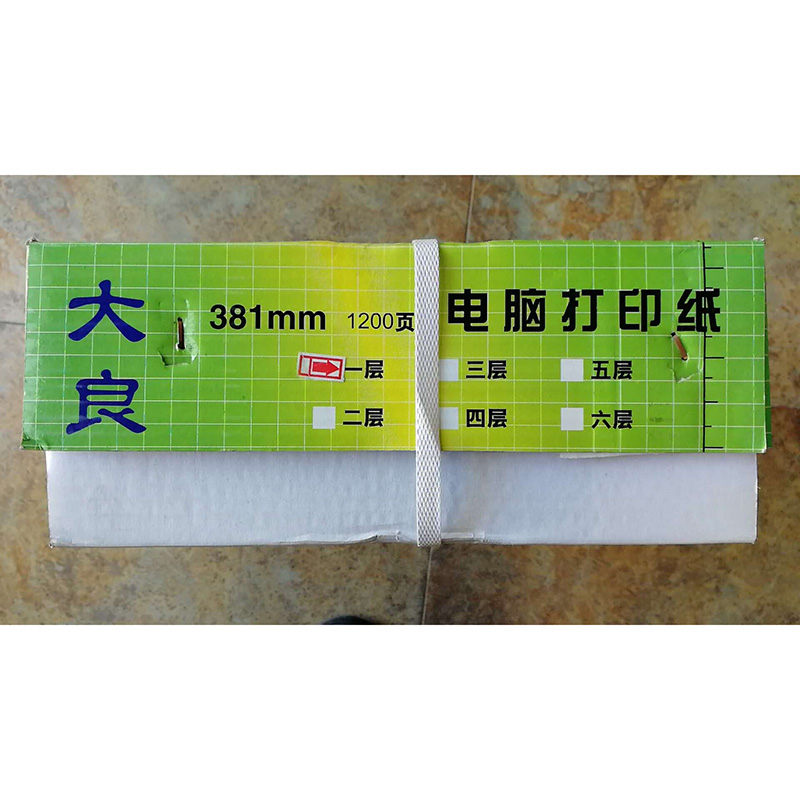 大良
381mm 1200页 电脑打印纸
一层 三层 五层
二层 四层 六层